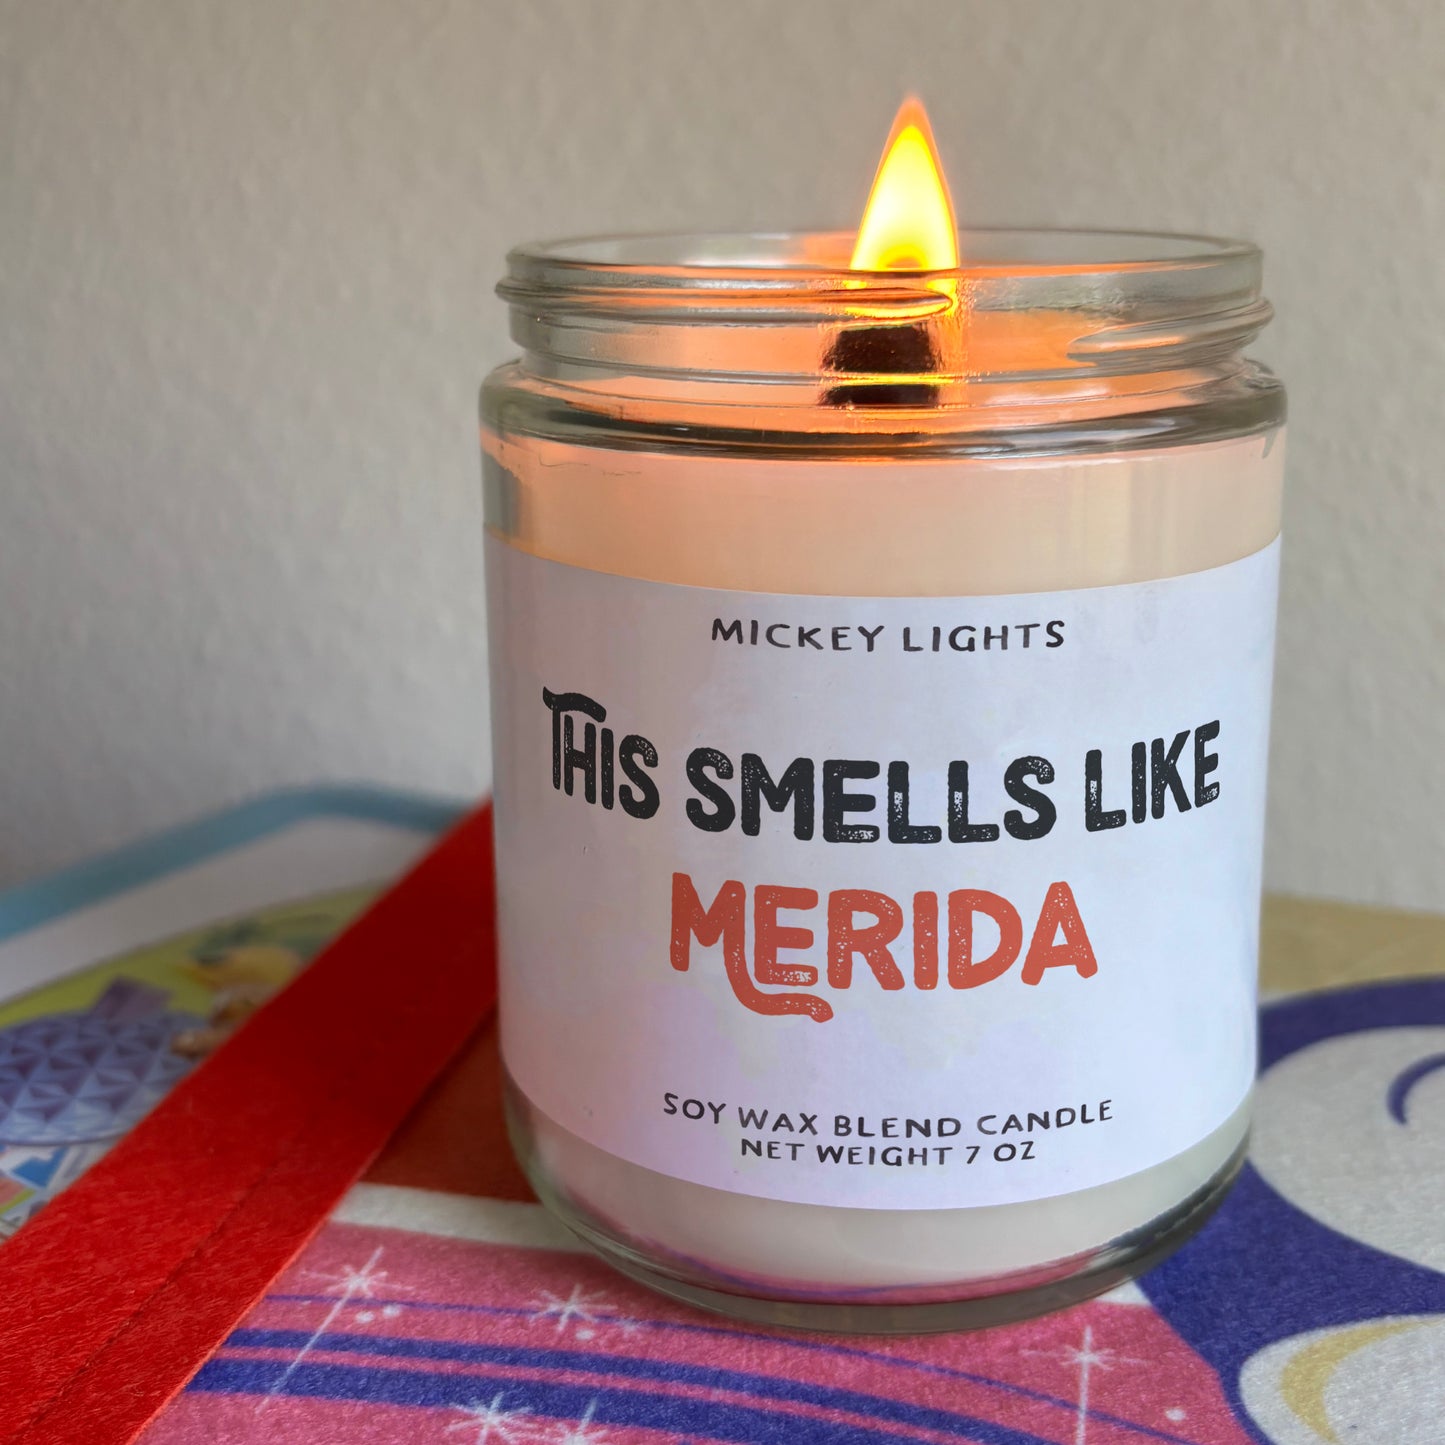 MICKEY LIGHTS
THIS SMELLS LIKE
MERIDA
SOY WAX BLEND CANDLE
NET WEIGHT 7 OZ